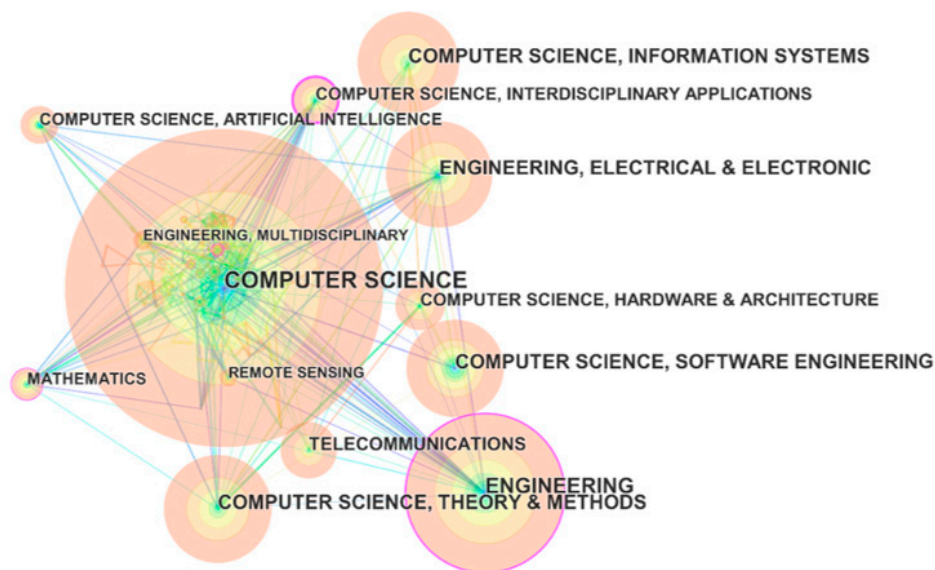 COMPUTER SCIENCE, INFORMATION SYSTEMS
COMPUTER SCIENCE, INTERDISCIPLINARY APPLICATIONS
COMPUTER SCIENCE, ARTIFICIAL INTELLIGENCE
ENGINEERING, ELECTRICAL & ELECTRONIC
ENGINEERING, MULTIDISCIPLINARY
COMPUTER SCIENCE
COMPUTER SCIENCE, HARDWARE & ARCHITECTURE
COMPUTER SCIENCE, SOFTWARE ENGINEERING
REMOTE SENSING
MATHEMATICS
TELECOMMUNICATIONS
ENGINEERING
COMPUTER SCIENCE, THEORY & METHODS